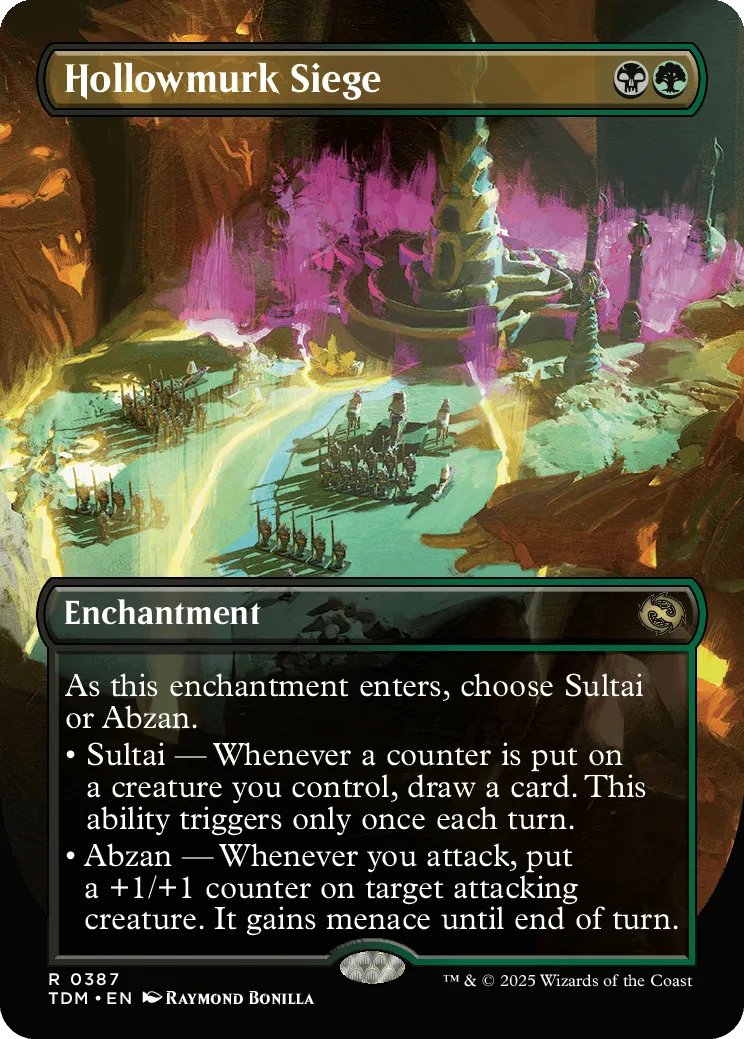 Hollowmurk Siege
Enchantment
As this enchantment enters, choose Sultai
or Abzan.
• Sultai — Whenever a counter is put on
a creature you control, draw a card. This
ability triggers only once each turn.
• Abzan — Whenever you attack, put
a +1/+1 counter on target attacking
creature. It gains menace until end of turn.
R 0387
™ & © 2025 Wizards of the Coast
TDM • EN Raymond Bonilla